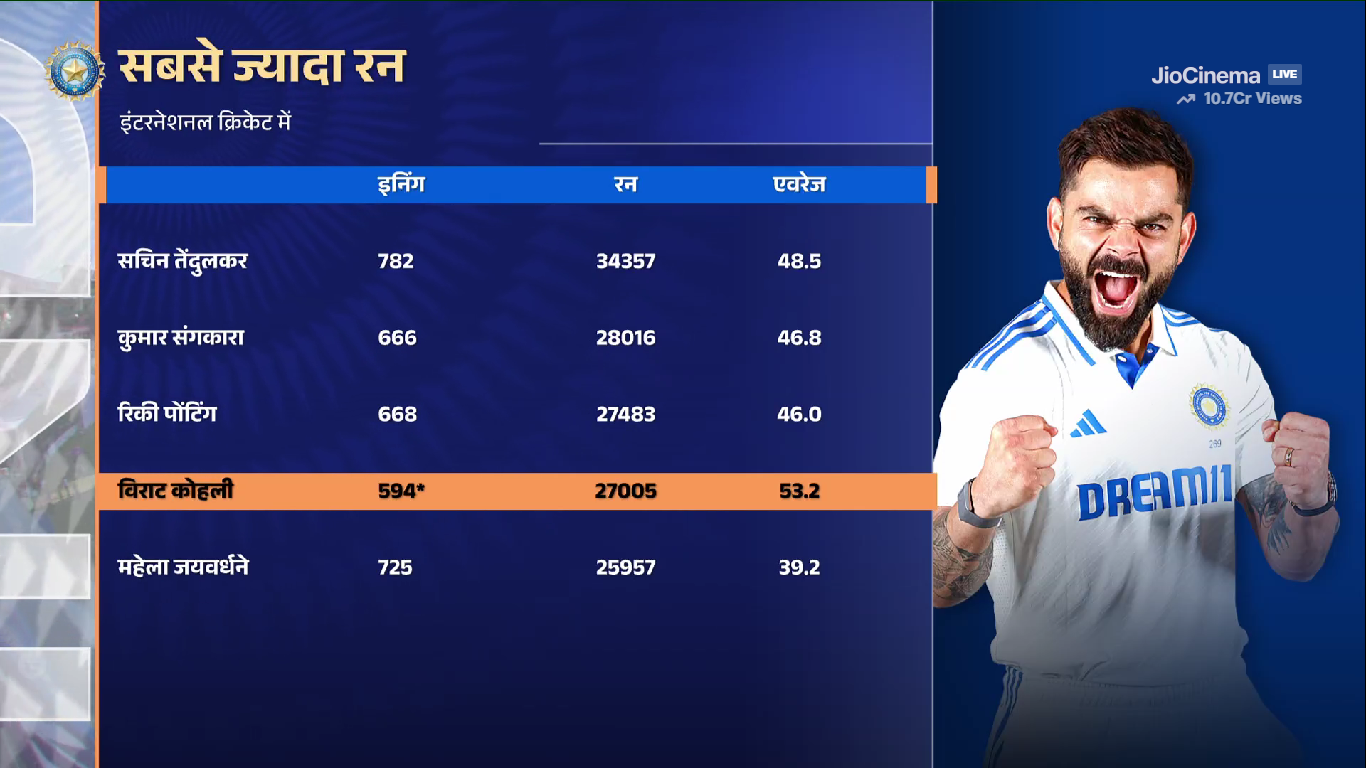 सबसे ज्यादा रन
इंटरनेशनल क्रिकेट में
JioCinema LIVE
10.7Cr Views
इनिंग रन एवरेज
सचिन तेंदुलकर 782 34357 48.5
कुमार संगकारा 666 28016 46.8
रिकी पोंटिंग 668 27483 46.0
विराट कोहली 594* 27005 53.2
महेला जयवर्धने 725 25957 39.2
DREAM11